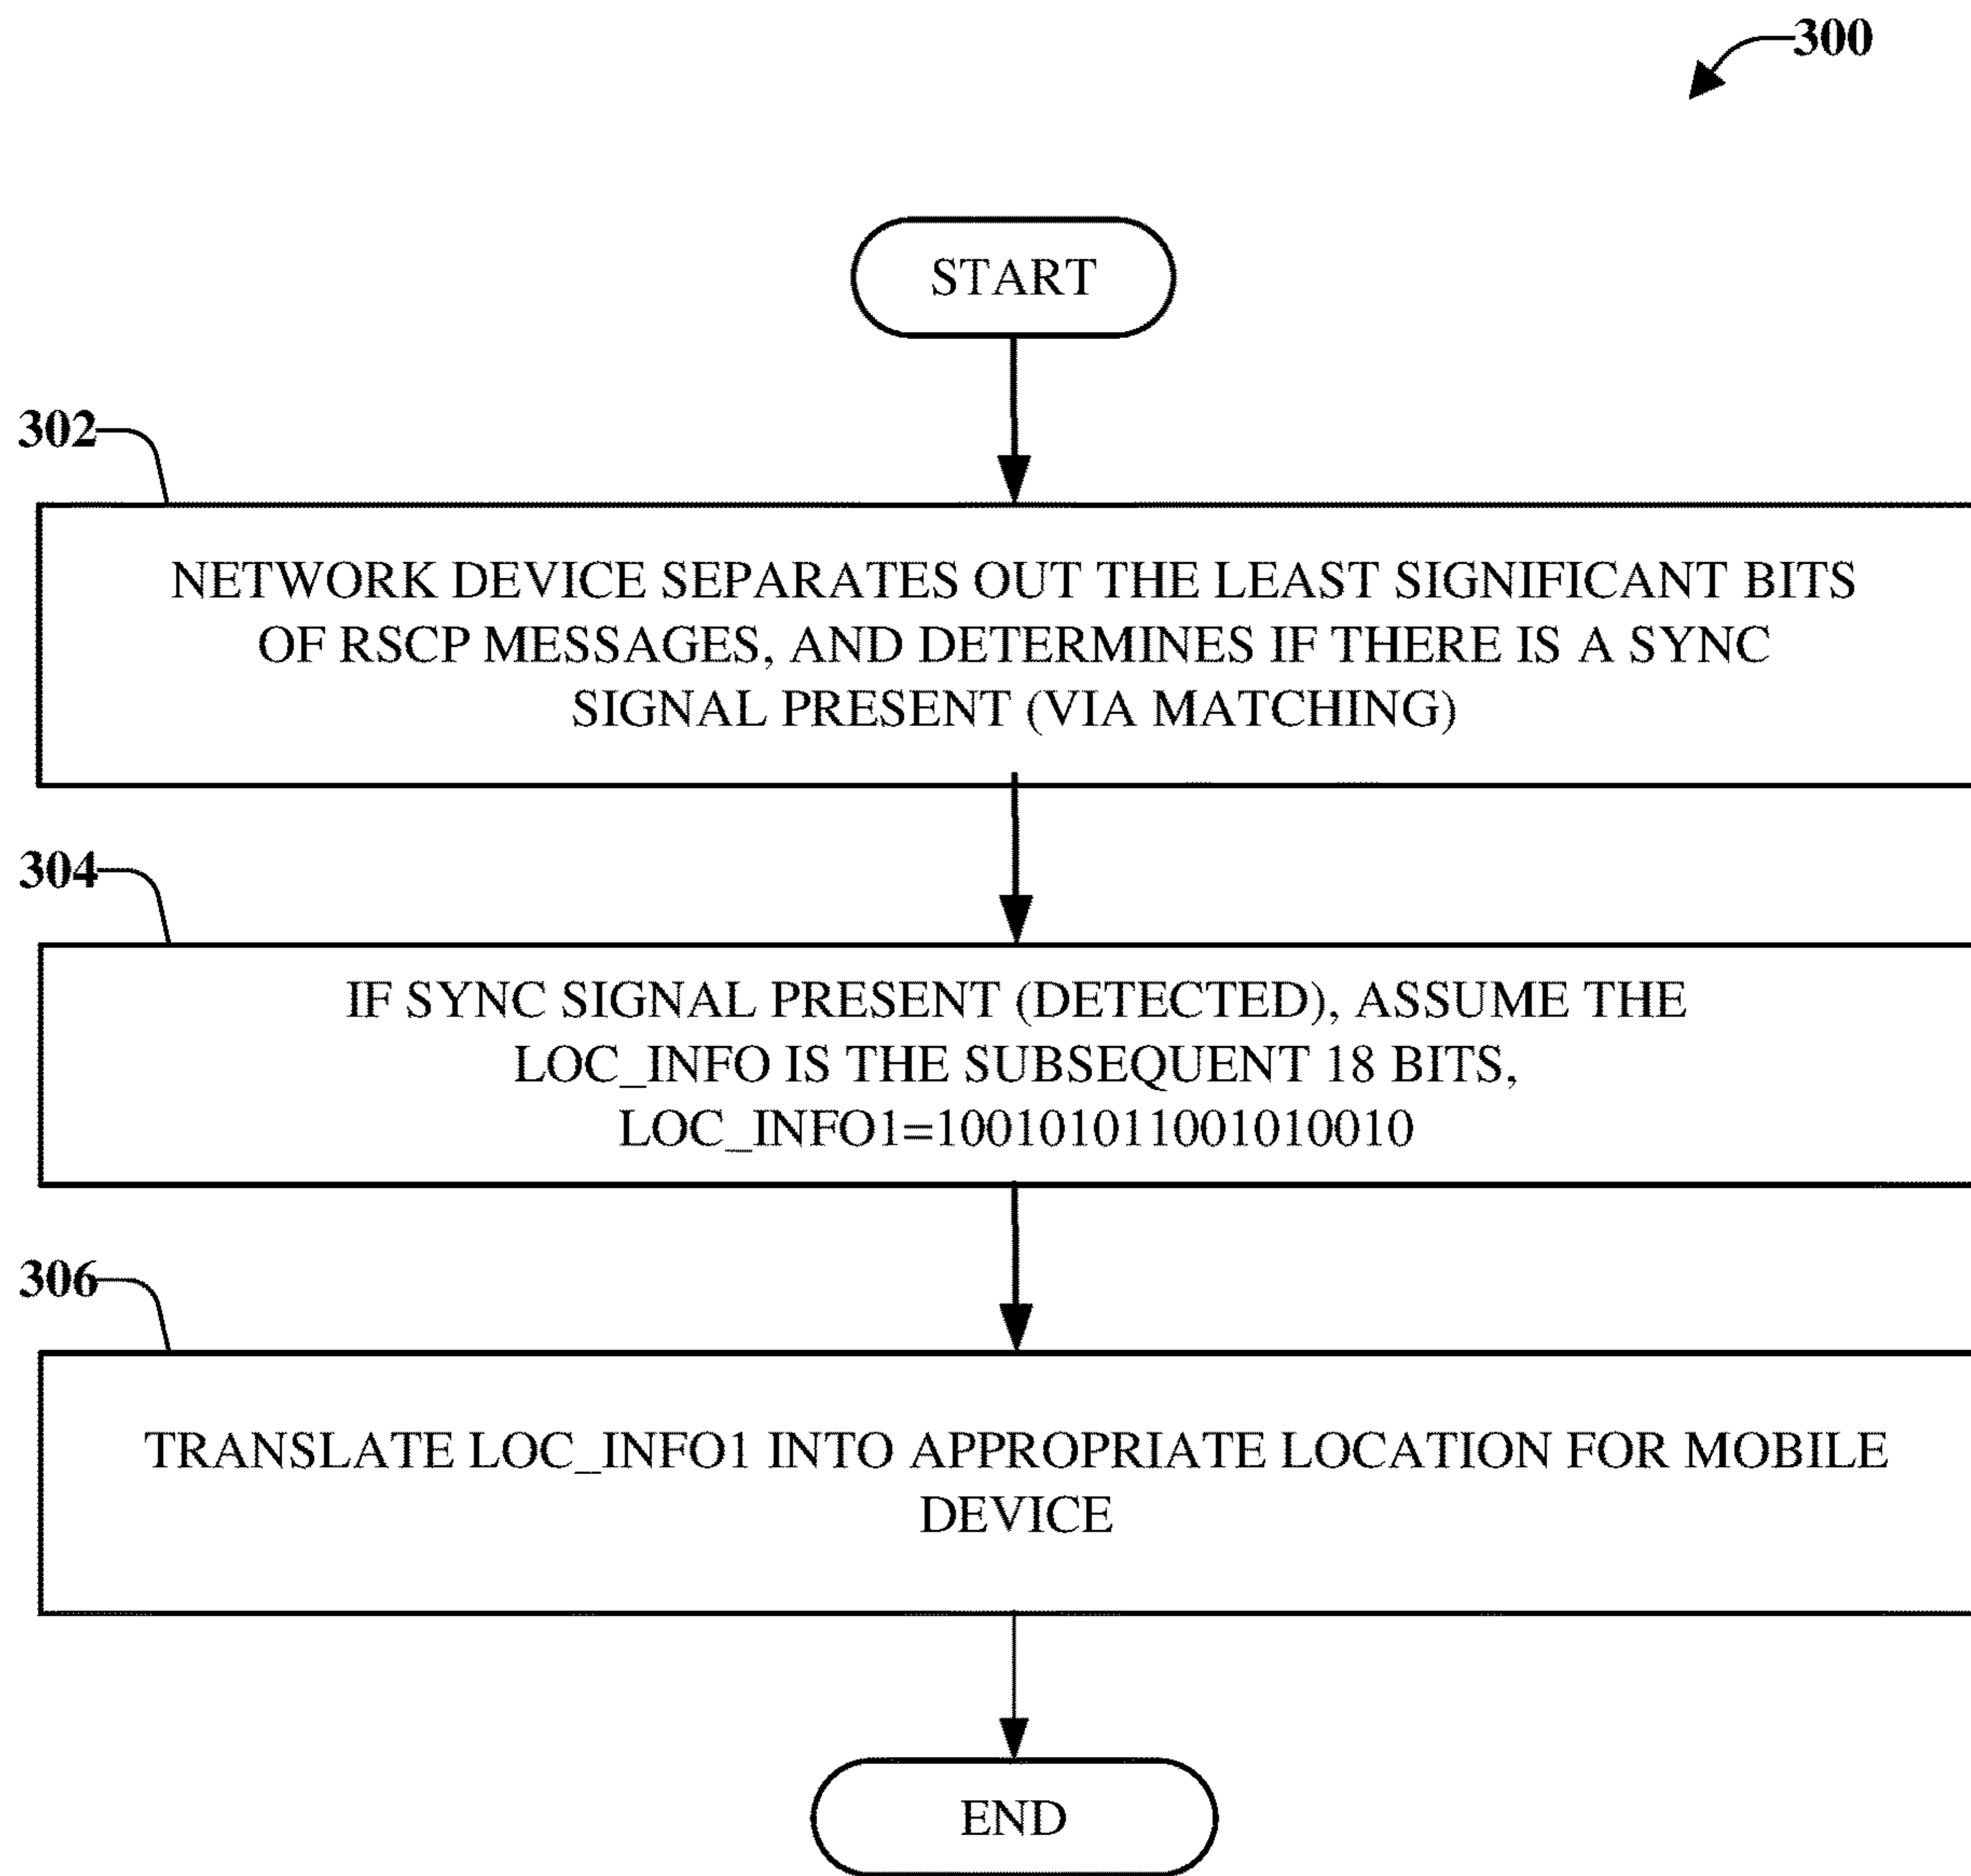 300
START
302
NETWORK DEVICE SEPARATES OUT THE LEAST SIGNIFICANT BITS
OF RSCP MESSAGES, AND DETERMINES IF THERE IS A SYNC
SIGNAL PRESENT (VIA MATCHING)
304
IF SYNC SIGNAL PRESENT (DETECTED), ASSUME THE
LOC_INFO IS THE SUBSEQUENT 18 BITS,
LOC_INFO1=100101011001010010
306
TRANSLATE LOC_INFO1 INTO APPROPRIATE LOCATION FOR MOBILE
DEVICE
END